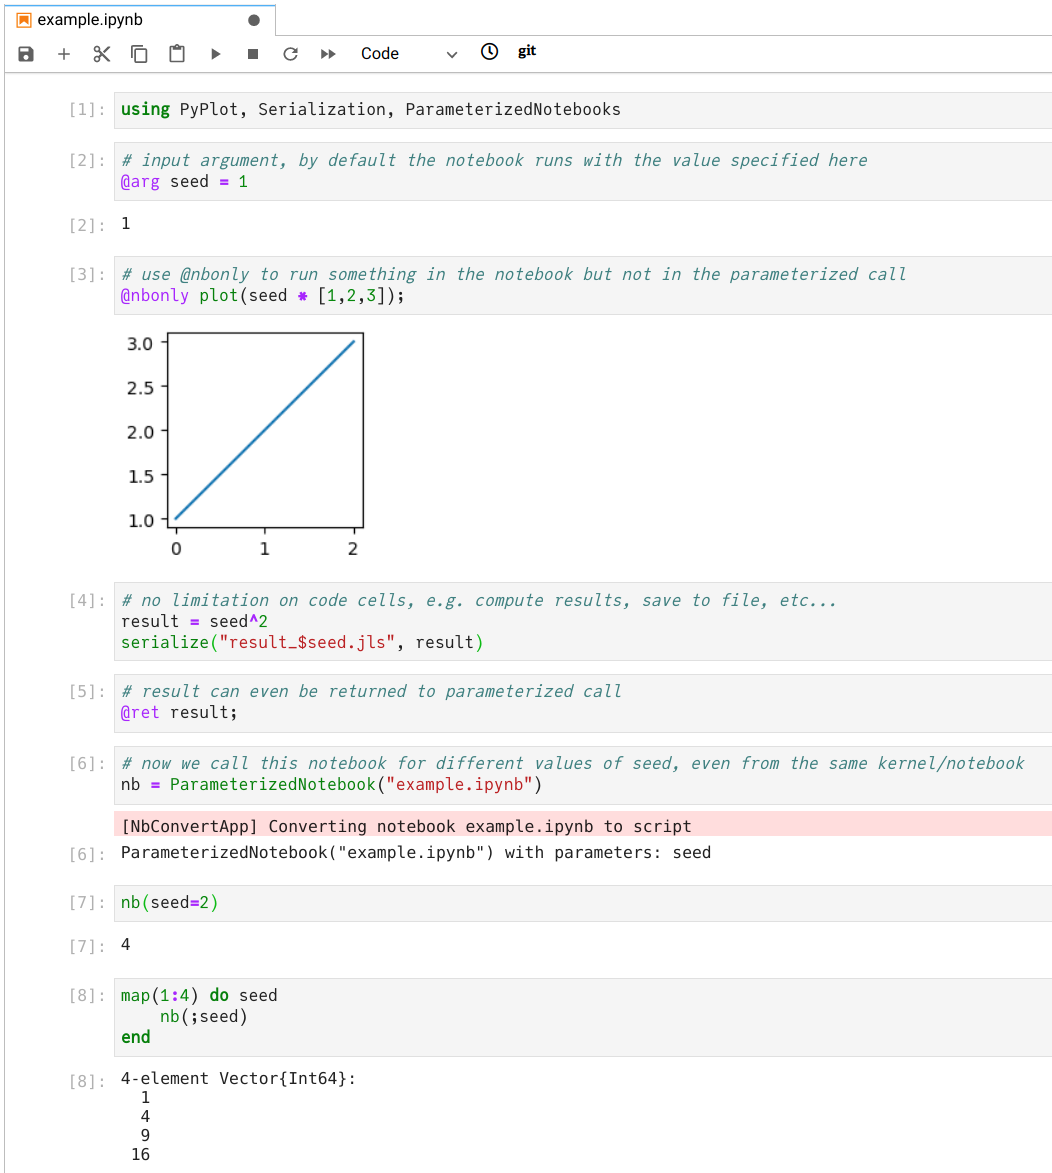 example.ipynb
Code git
[1]: using PyPlot, Serialization, ParameterizedNotebooks
[2]: # input argument, by default the notebook runs with the value specified here
@arg seed = 1
[2]: 1
[3]: # use @nbonly to run something in the notebook but not in the parameterized call
@nbonly plot(seed * [1,2,3]);
3.0
2.5
2.0
1.5
1.0
0 1 2
[4]: # no limitation on code cells, e.g. compute results, save to file, etc...
result = seed^2
serialize("result_$seed.jls", result)
[5]: # result can even be returned to parameterized call
@ret result;
[6]: # now we call this notebook for different values of seed, even from the same kernel/notebook
nb = ParameterizedNotebook("example.ipynb")
[NbConvertApp] Converting notebook example.ipynb to script
[6]: ParameterizedNotebook("example.ipynb") with parameters: seed
[7]: nb(seed=2)
[7]: 4
[8]: map(1:4) do seed
nb(;seed)
end
[8]: 4-element Vector{Int64}:
1
4
9
16